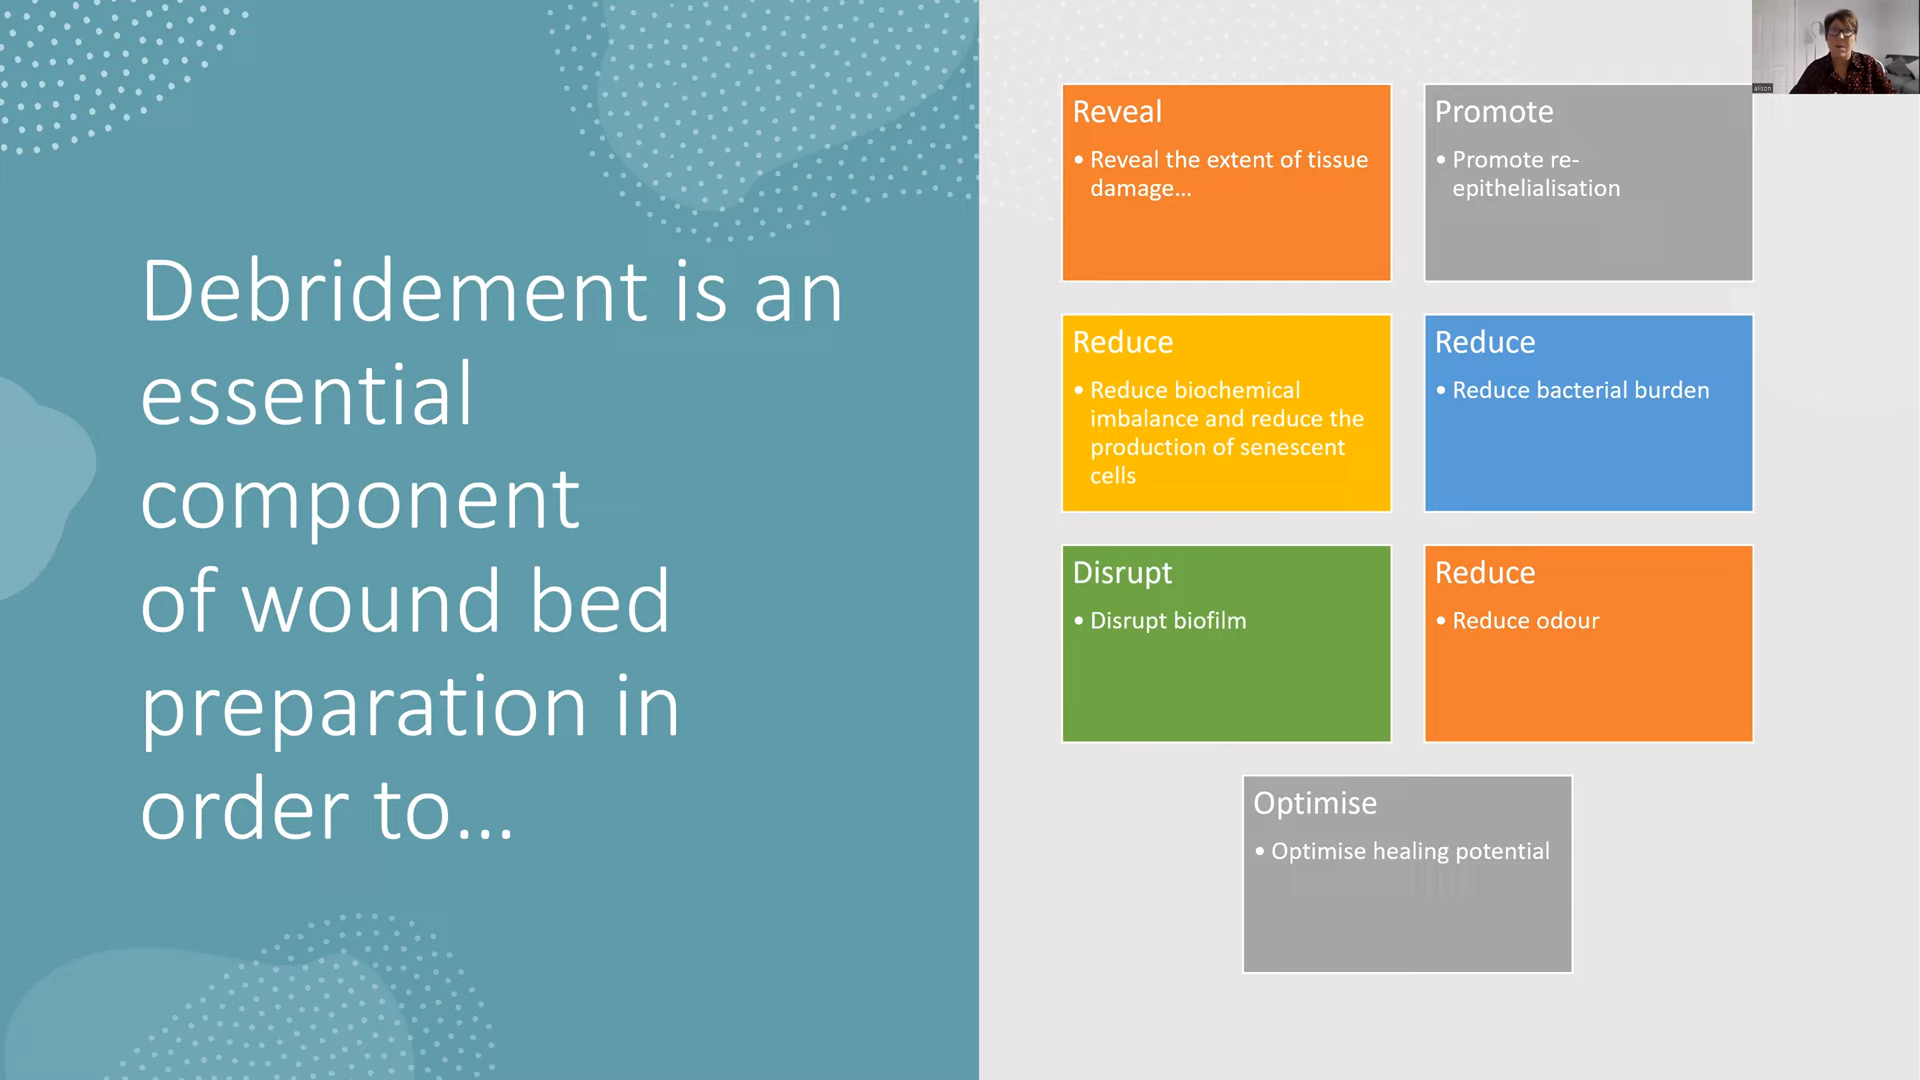 Debridement is an
essential
component
of wound bed
preparation in
order to...
Reveal
• Reveal the extent of tissue
damage...
Promote
• Promote re-
epithelialisation
Reduce
• Reduce biochemical
imbalance and reduce the
production of senescent
cells
Reduce
• Reduce bacterial burden
Disrupt
• Disrupt biofilm
Reduce
• Reduce odour
Optimise
• Optimise healing potential
alison